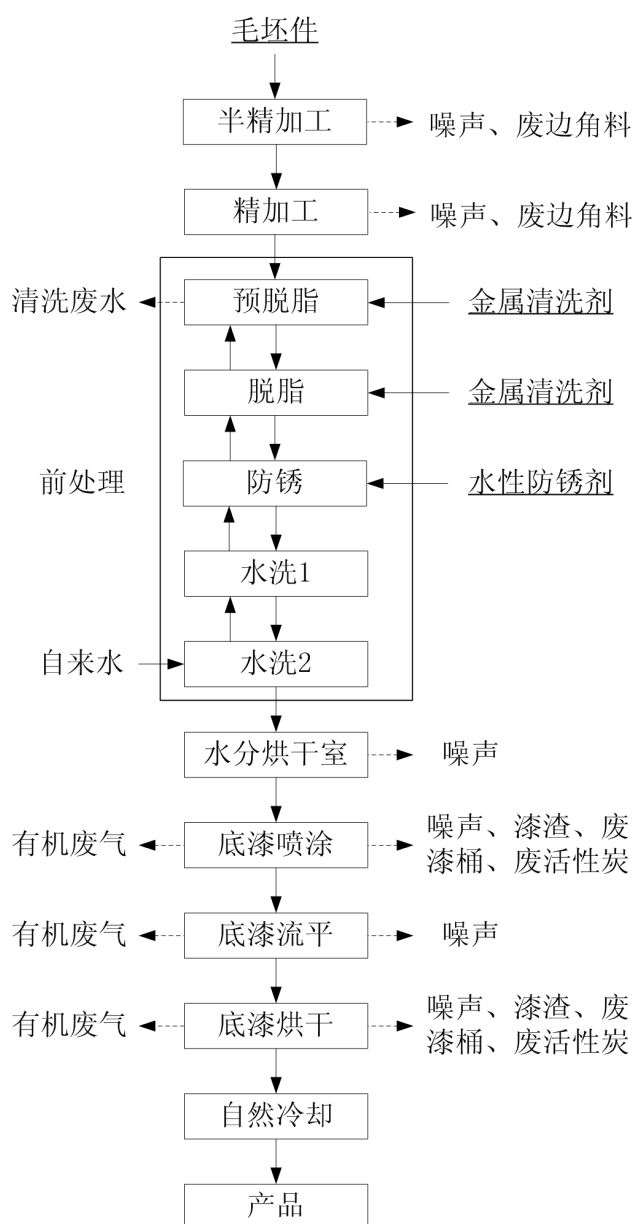 毛坯件
半精加工
噪声、废边角料
精加工
噪声、废边角料
清洗废水
预脱脂
金属清洗剂
脱脂
金属清洗剂
前处理
防锈
水性防锈剂
水洗1
自来水
水洗2
水分烘干室
噪声
有机废气
底漆喷涂
噪声、漆渣、废
漆桶、废活性炭
有机废气
底漆流平
噪声
有机废气
底漆烘干
噪声、漆渣、废
漆桶、废活性炭
自然冷却
产品